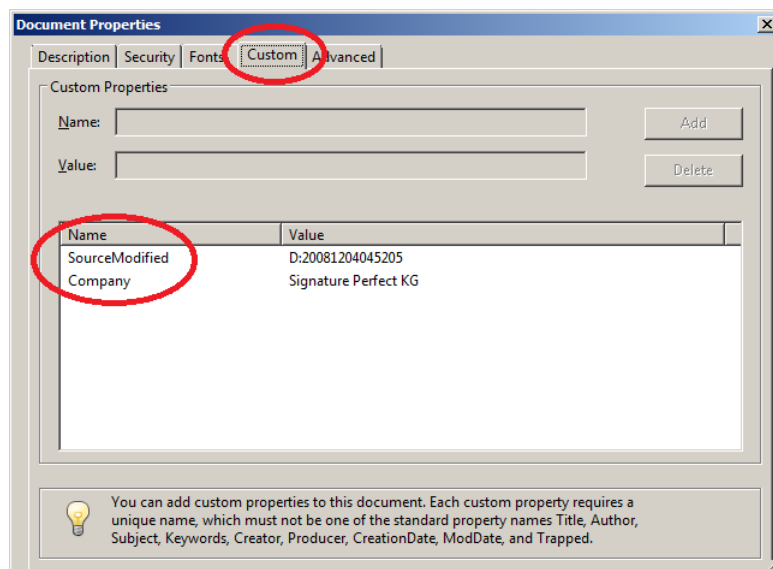 Document Properties
Description Security Fonts Custom Advanced
Custom Properties
Name: Add
Value: Delete
Name Value
SourceModified D:20081204045205
Company Signature Perfect KG
You can add custom properties to this document. Each custom property requires a
unique name, which must not be one of the standard property names Title, Author,
Subject, Keywords, Creator, Producer, CreationDate, ModDate, and Trapped.